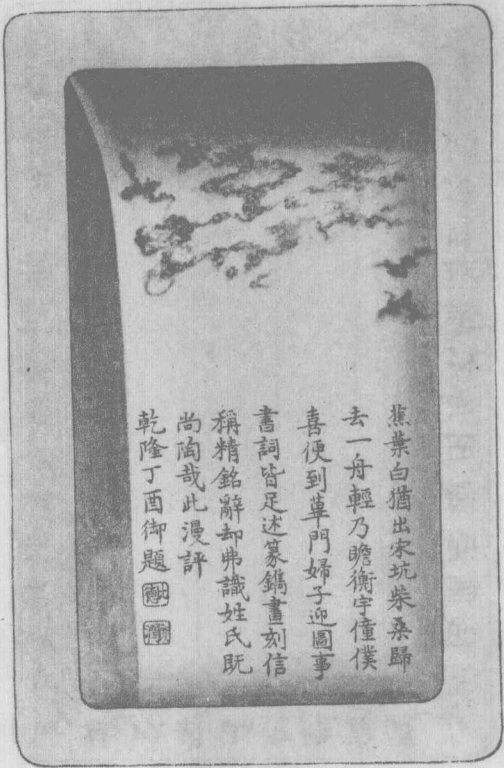 蕉葉白猶出宋坑柴桑歸
去一舟輕乃瞻衡宇僮僕
喜便到蓽門婦子迎圖事
書詞皆足述篆鐫畫刻信
稱精銘辭却弗識姓氏既
尚陶哉此漫評
乾隆丁酉御題